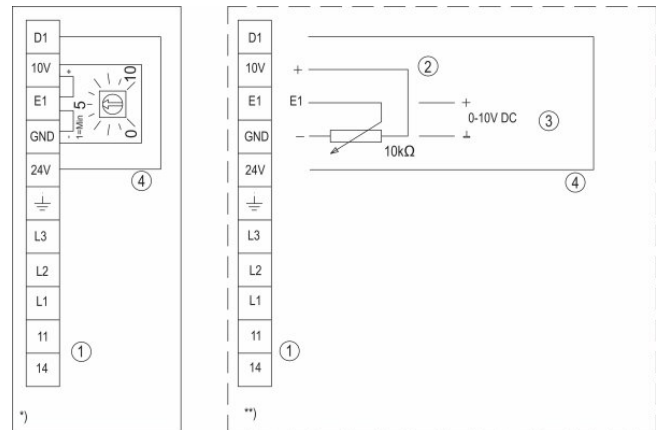 D1
10V
E1
GND
24V
L3
L2
L1
11
14
+
-
1=Min
0
5
10
4
1
*)
D1
10V
E1
GND
24V
L3
L2
L1
11
14
+
E1
−
10kΩ
2
+
0-10V DC
3
4
1
**)